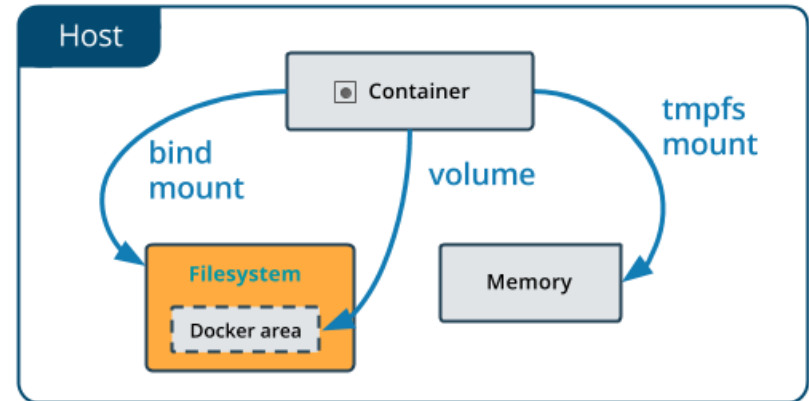 Host
Container
bind
mount
volume
tmpfs
mount
Filesystem
Docker area
Memory